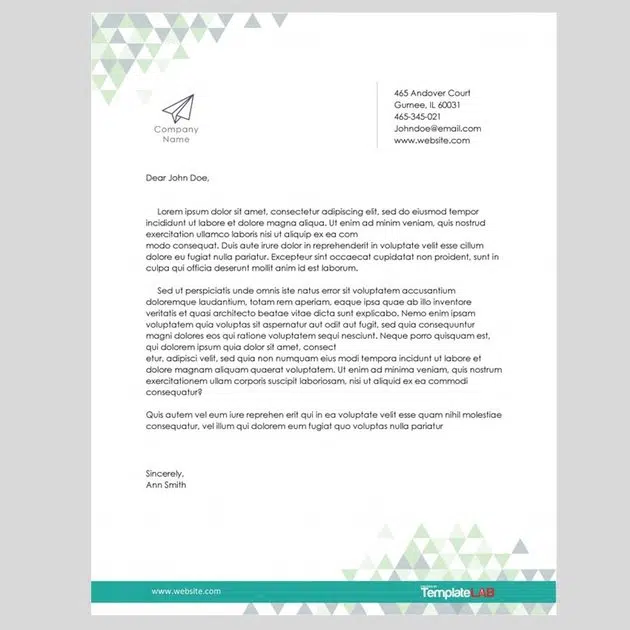 Company
Name
465 Andover Court
Gurnee, IL 60031
465-345-021
Johndoe@email.com
www.website.com
Dear John Doe,
Lorem ipsum dolor sit amet, consectetur adipiscing elit, sed do eiusmod tempor
incididunt ut labore et dolore magna aliqua. Ut enim ad minim veniam, quis nostrud
exercitation ullamco laboris nisi ut aliquip ex ea com
modo consequat. Duis aute irure dolor in reprehenderit in voluptate velit esse cillum
dolore eu fugiat nulla pariatur. Excepteur sint occaecat cupidatat non proident, sunt in
culpa qui officia deserunt mollit anim id est laborum.
Sed ut perspiciatis unde omnis iste natus error sit voluptatem accusantium
doloremque laudantium, totam rem aperiam, eaque ipsa quae ab illo inventore
veritatis et quasi architecto beatae vitae dicta sunt explicabo. Nemo enim ipsam
voluptatem quia voluptas sit aspernatur aut odit aut fugit, sed quia consequuntur
magni dolores eos qui ratione voluptatem sequi nesciunt. Neque porro quisquam est,
qui dolorem ipsum quia dolor sit amet, consect
etur, adipisci velit, sed quia non numquam eius modi tempora incidunt ut labore et
dolore magnam aliquam quaerat voluptatem. Ut enim ad minima veniam, quis nostrum
exercitationem ullam corporis suscipit laboriosam, nisi ut aliquid ex ea commodi
consequatur?
Quis autem vel eum iure reprehen erit qui in ea voluptate velit esse quam nihil molestiae
consequatur, vel illum qui dolorem eum fugiat quo voluptas nulla pariatur
Sincerely,
Ann Smith
www.website.com
TemplateLAB